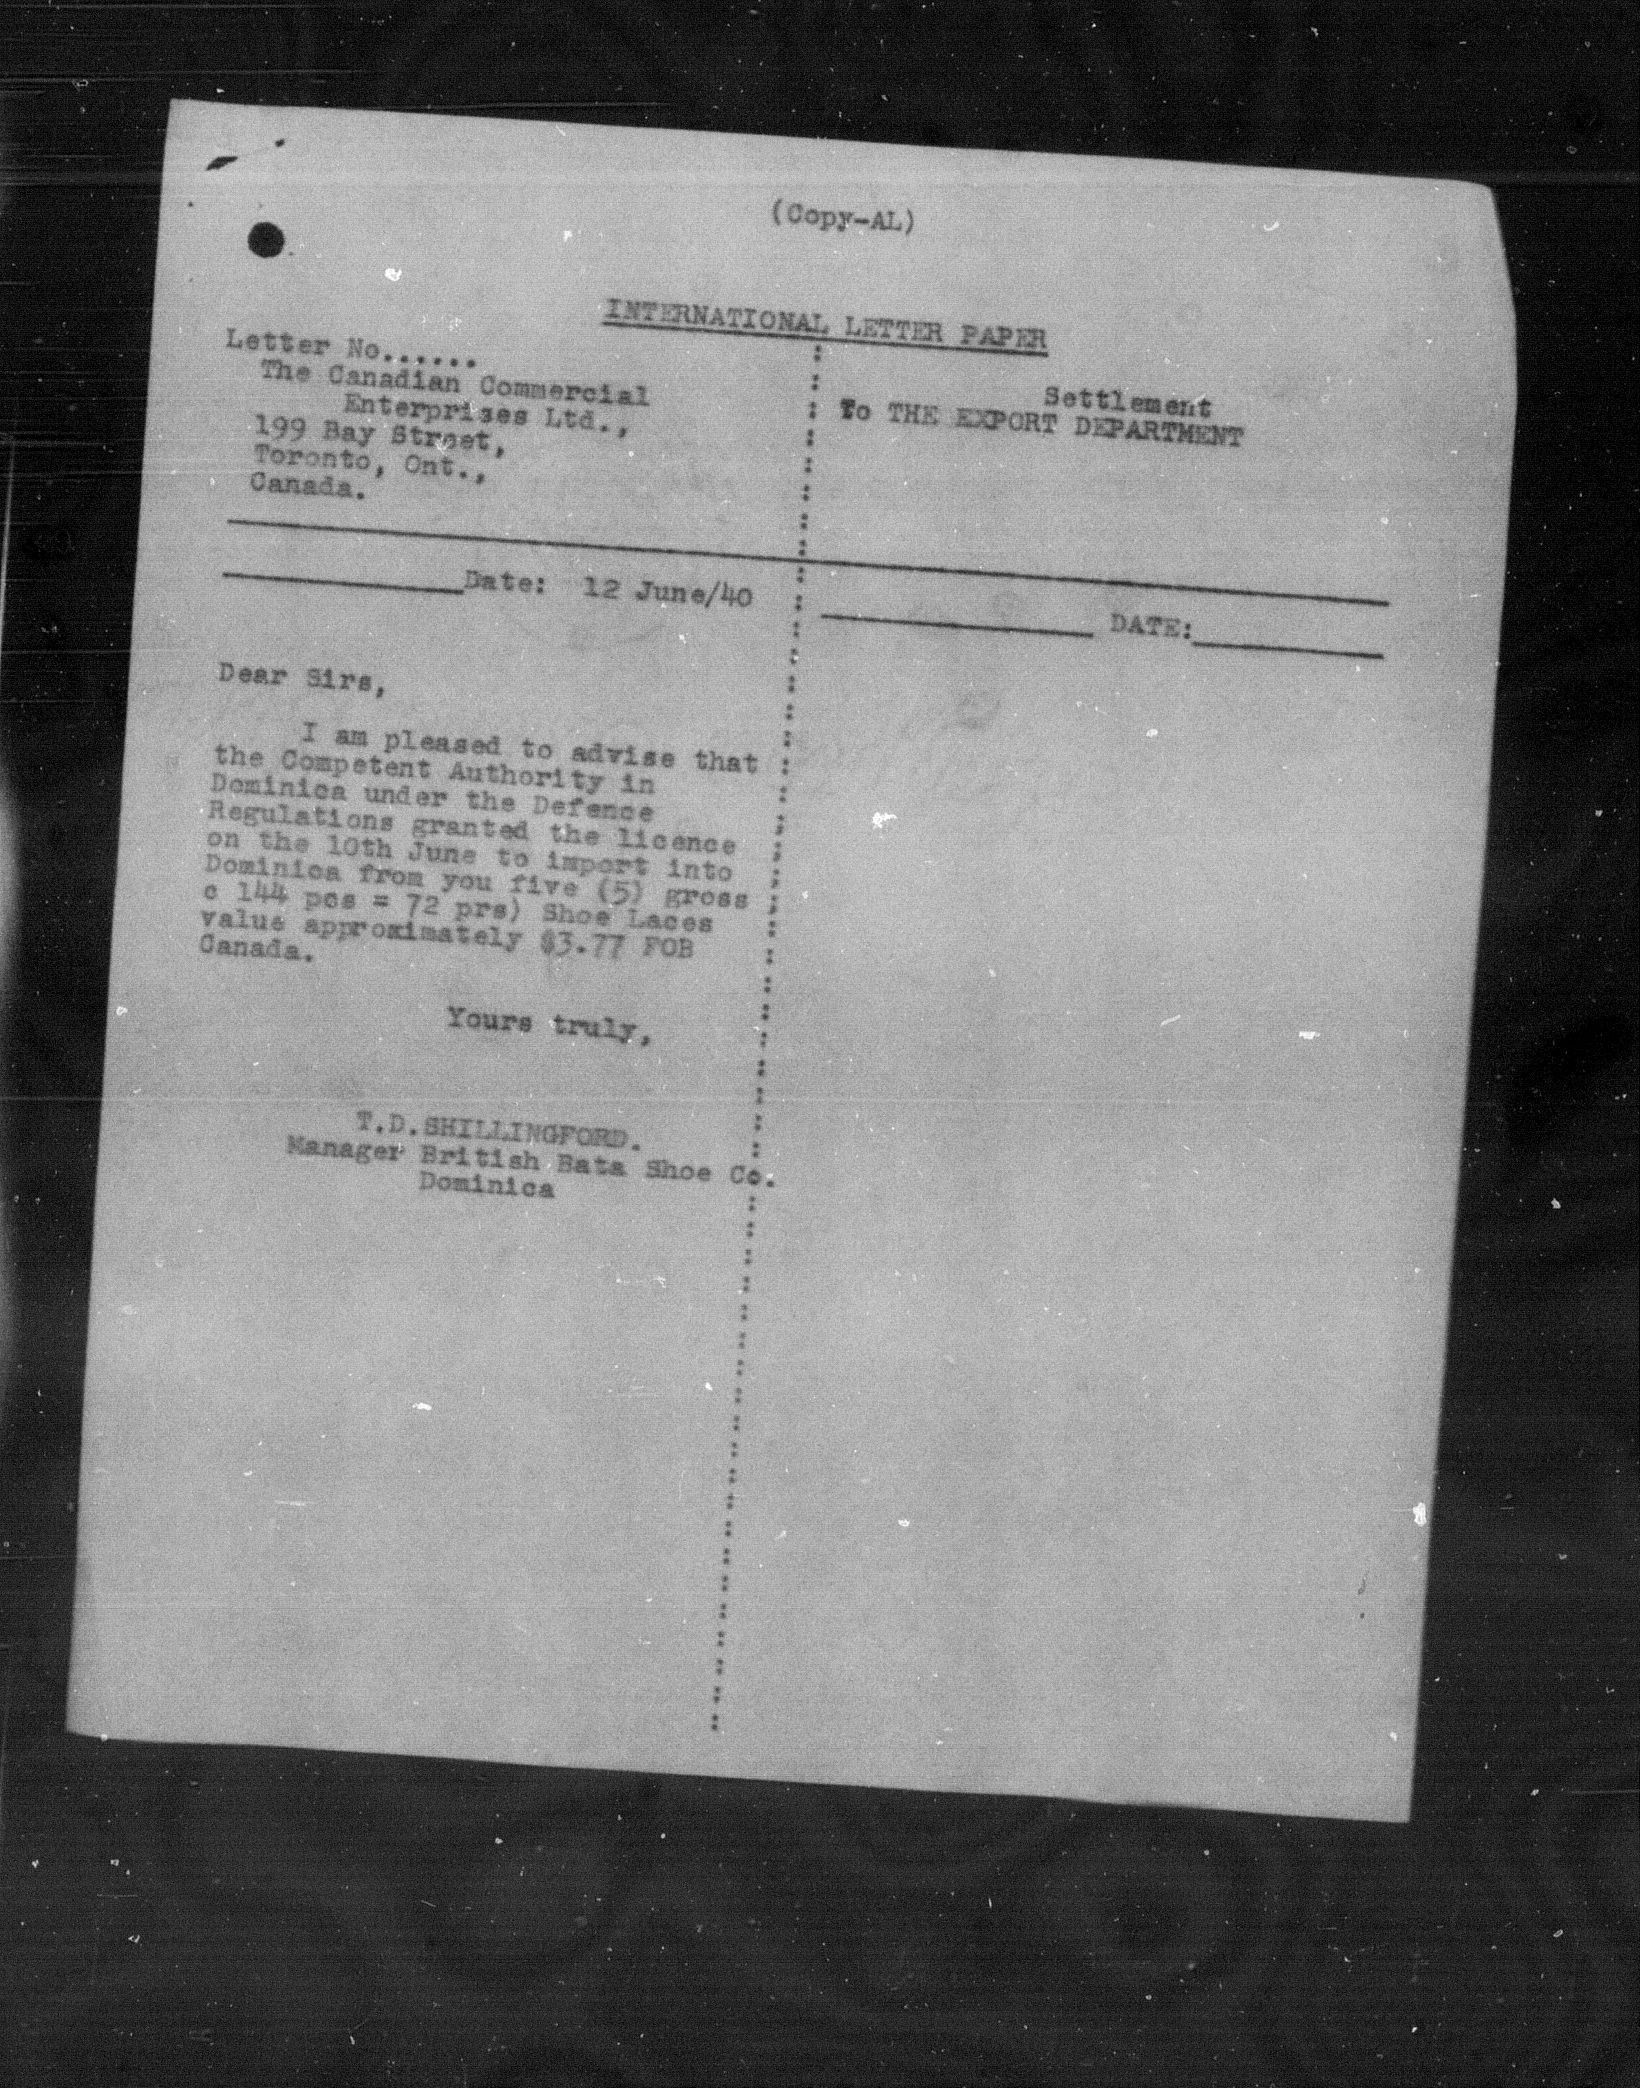 (Copy-AL)
INTERNATIONAL LETTER PAPER
Letter No......
The Canadian Commercial
Enterprises Ltd.,
199 Bay Street,
Toronto, Ont.,
Canada.
Settlement
To THE EXPORT DEPARTMENT
Date: 12 June/40
DATE:
Dear Sirs,
I am pleased to advise that
the Competent Authority in
Dominica under the Defence
Regulations granted the licence
on the 10th June to import into
Dominica from you five (5) gross
c 144 pcs = 72 prs) Shoe Laces
value approximately $3.77 FOB
Canada.
Yours truly,
T.D.SHILLINGFORD.
Manager British Bata Shoe Co.
Dominica